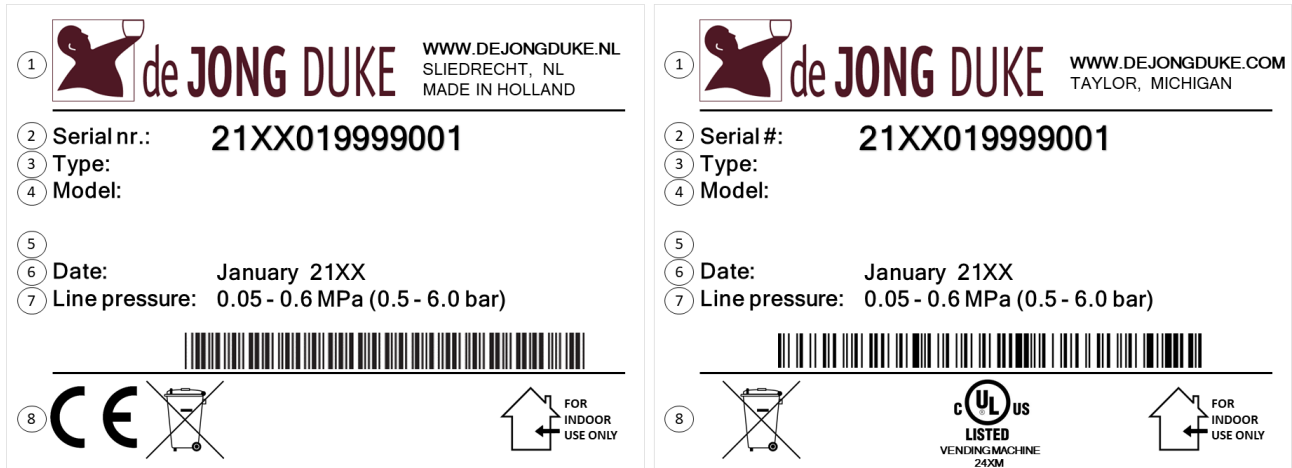 1
de JONG DUKE
WWW.DEJONGDUKE.NL
SLIEDRECHT, NL
MADE IN HOLLAND
2 Serial nr.: 21XX019999001
3 Type:
4 Model:
5
6 Date: January 21XX
7 Line pressure: 0.05 - 0.6 MPa (0.5 - 6.0 bar)
8 CE
FOR
INDOOR
USE ONLY
1
de JONG DUKE
WWW.DEJONGDUKE.COM
TAYLOR, MICHIGAN
2 Serial #: 21XX019999001
3 Type:
4 Model:
5
6 Date: January 21XX
7 Line pressure: 0.05 - 0.6 MPa (0.5 - 6.0 bar)
8
C UL® US
LISTED
VENDING MACHINE
24XM
FOR
INDOOR
USE ONLY